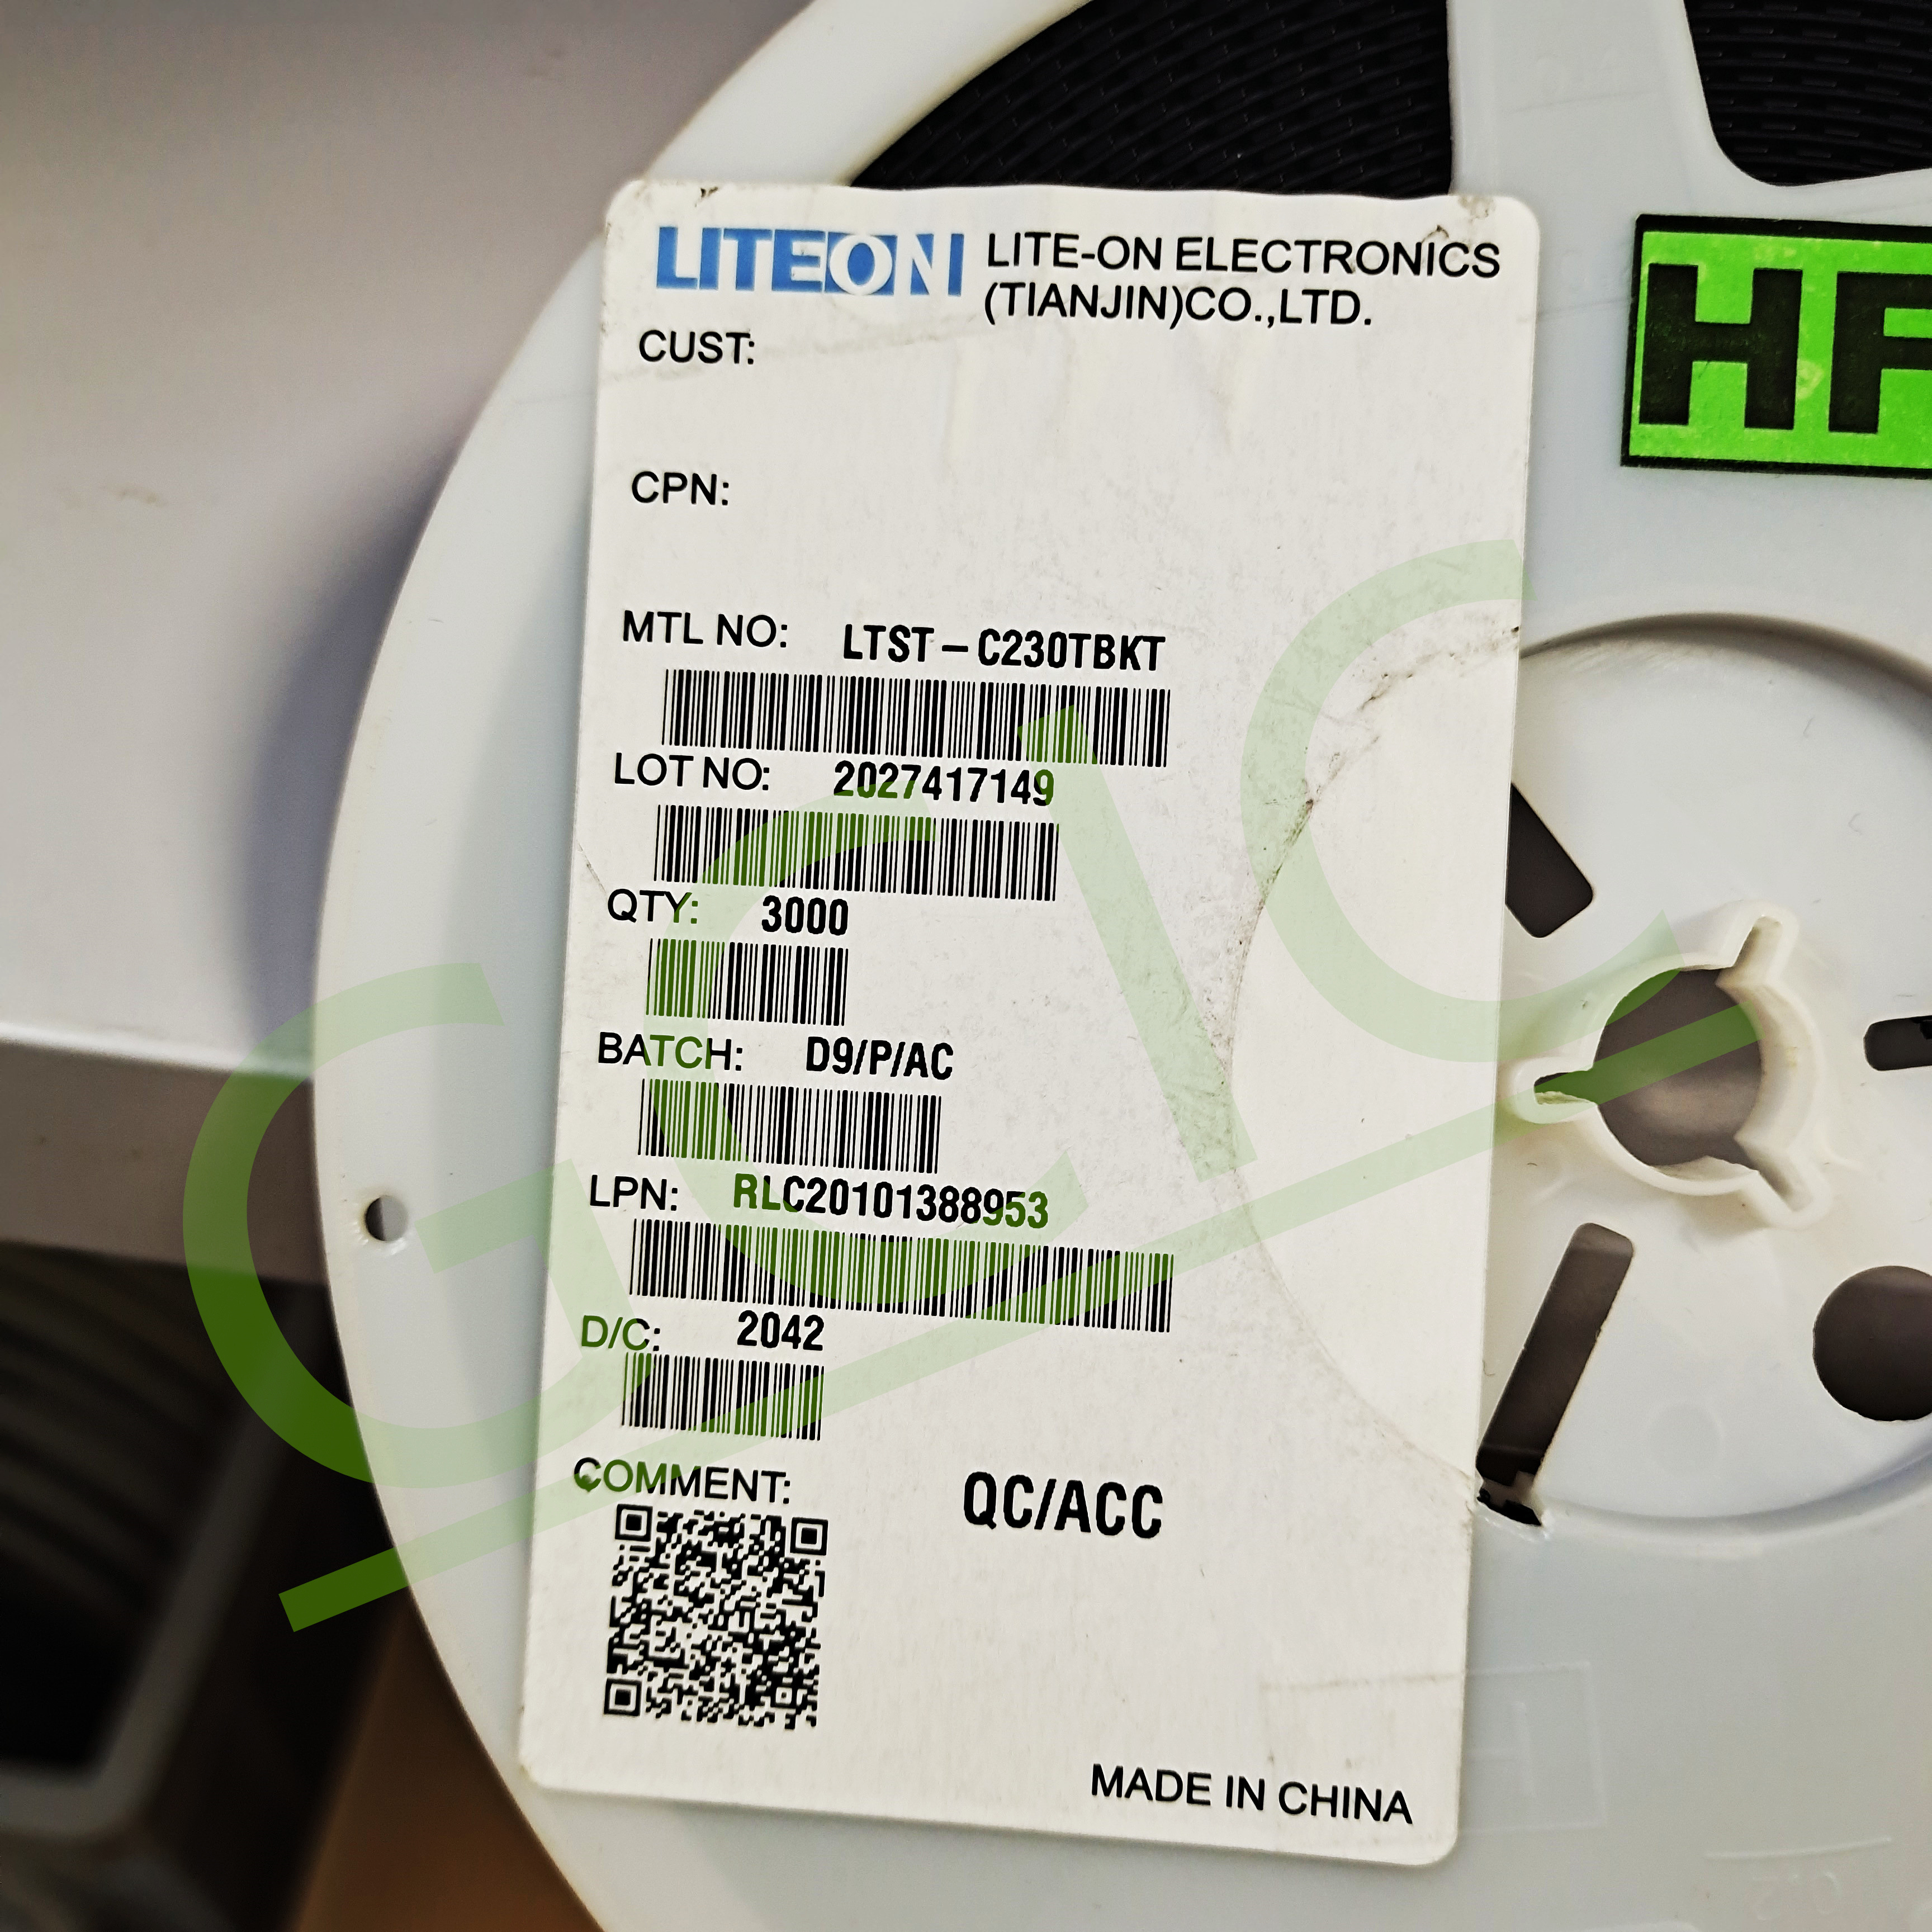 LITEON LITE-ON ELECTRONICS
(TIANJIN)CO.,LTD.
CUST:
CPN:
MTL NO: LTST-C230TBKT
LOT NO: 2027417149
QTY: 3000
BATCH: D9/P/AC
LPN: RLC20101388953
D/C: 2042
COMMENT:
QC/ACC
MADE IN CHINA
HF
GCAC